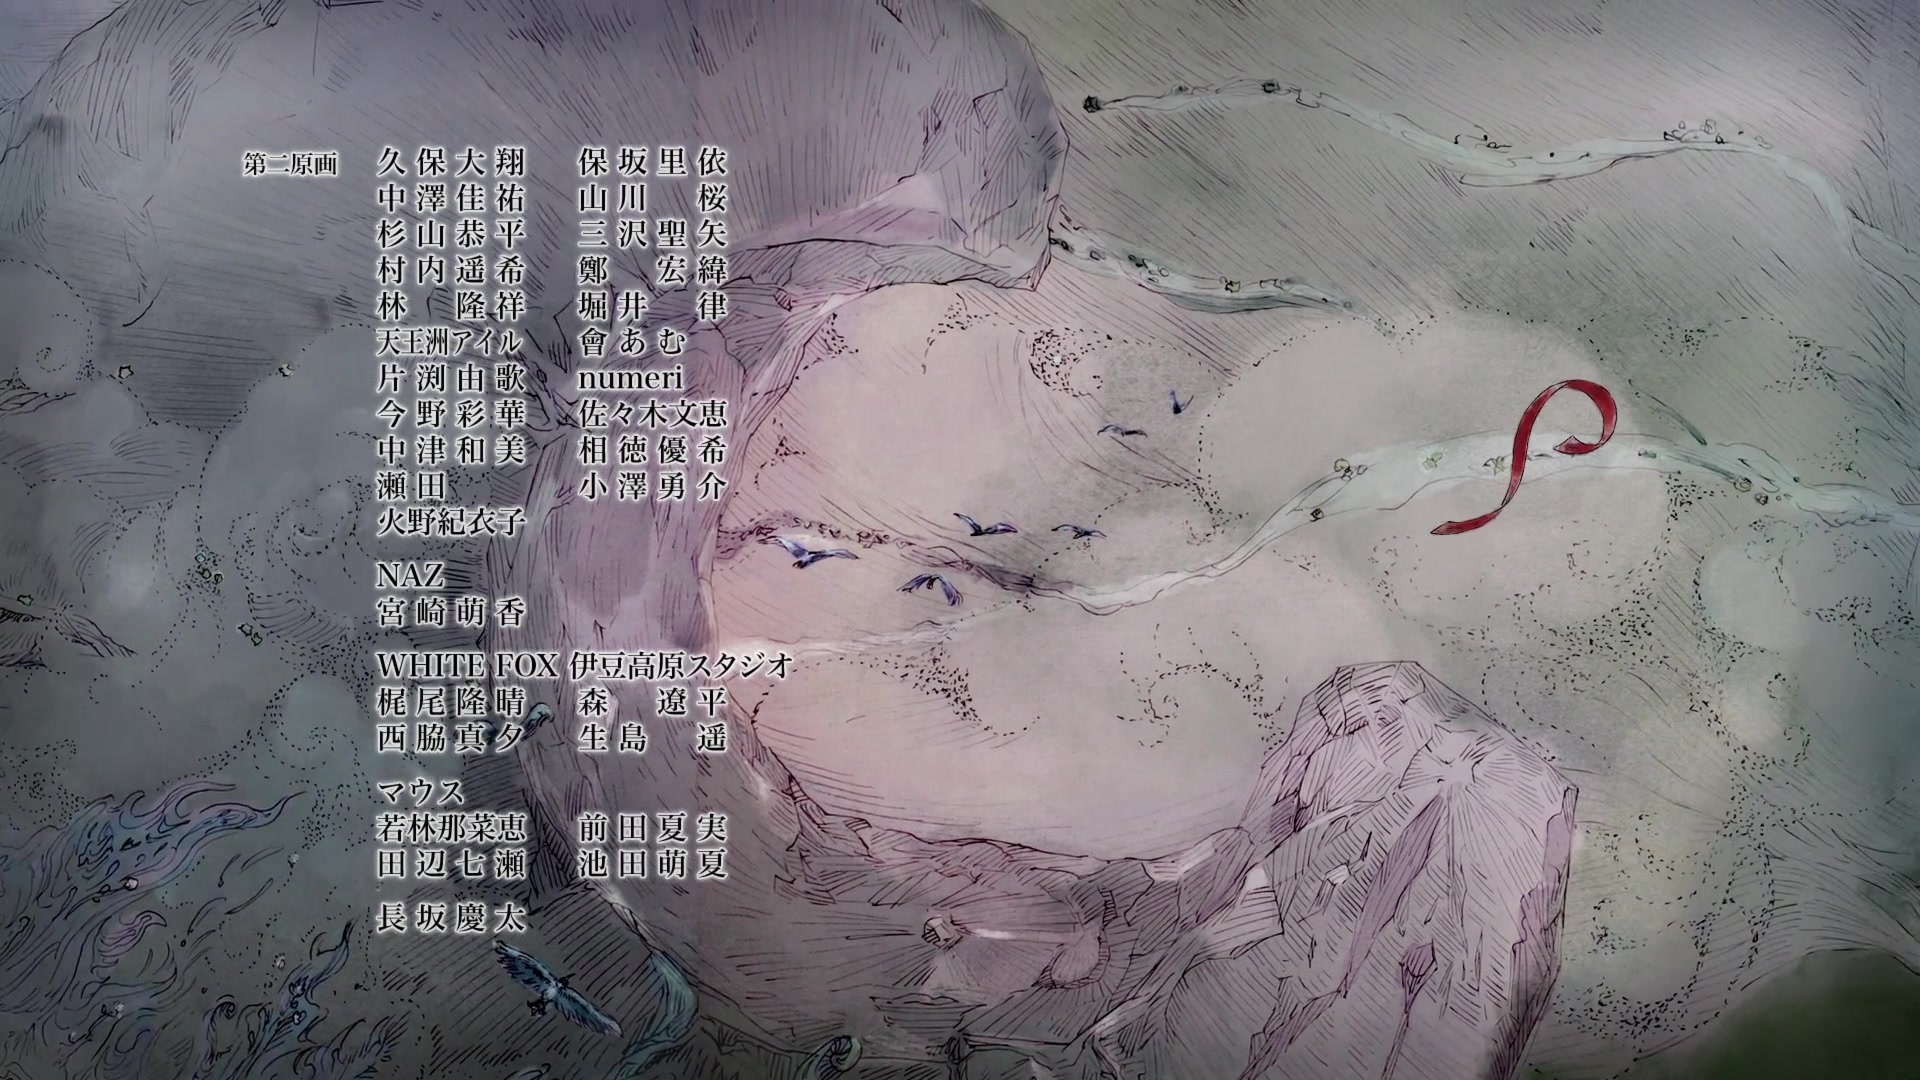 第二原画 久保大翔 保坂里依
中澤佳祐 山川 桜
杉山恭平 三沢聖矢
村内遥希 鄭 宏緯
林 隆祥 堀井 律
天王洲アイル 會あむ
片渕由歌 numeri
今野彩華 佐々木文恵
中津和美 相徳優希
瀬田 小澤勇介
火野紀衣子
NAZ
宮崎萌香
WHITE FOX 伊豆高原スタジオ
梶尾隆晴 森 遼平
西脇真夕 生島 遥
マウス
若林那菜恵 前田夏実
田辺七瀬 池田萌夏
長坂慶太